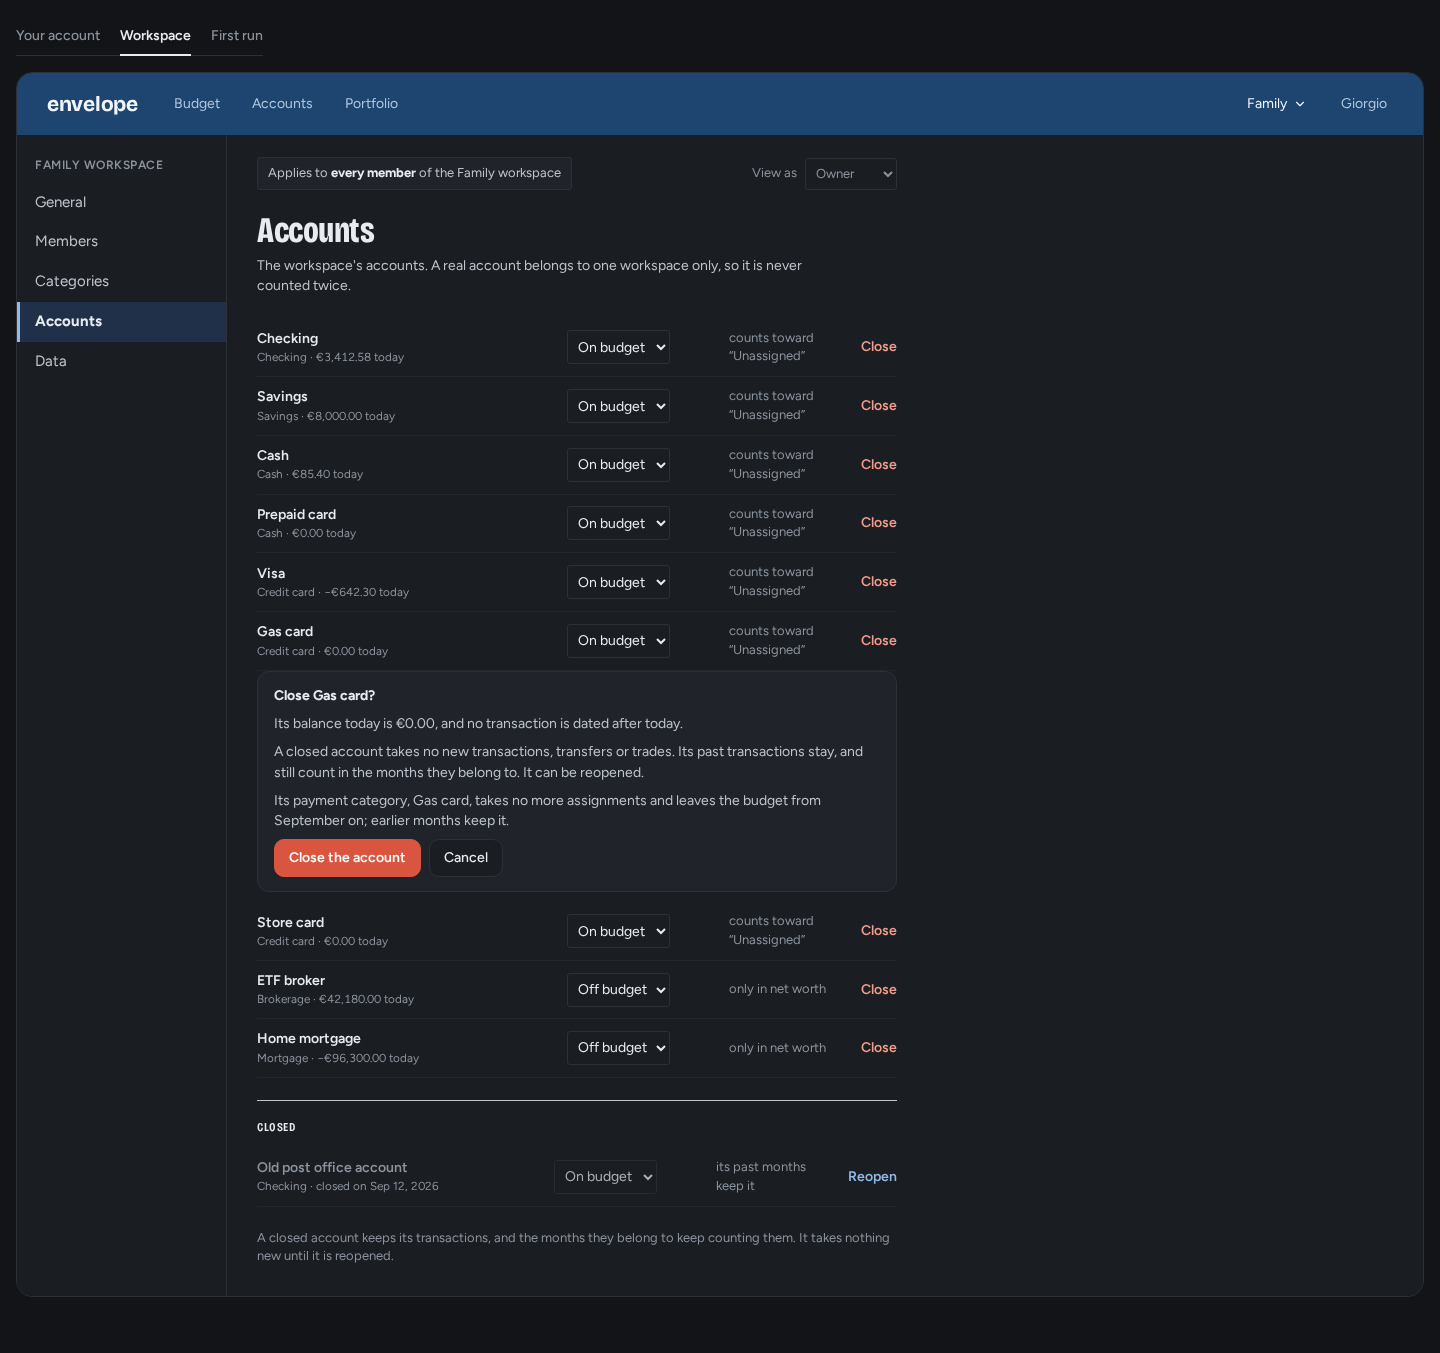 Your account
Workspace
First run
envelope
Budget
Accounts
Portfolio
Family
Giorgio
FAMILY WORKSPACE
General
Members
Categories
Accounts
Data
Applies to every member of the Family workspace
View as
Owner
Accounts
The workspace's accounts. A real account belongs to one workspace only, so it is never
counted twice.
Checking
Checking · €3,412.58 today
On budget
counts toward
“Unassigned”
Close
Savings
Savings · €8,000.00 today
On budget
counts toward
“Unassigned”
Close
Cash
Cash · €85.40 today
On budget
counts toward
“Unassigned”
Close
Prepaid card
Cash · €0.00 today
On budget
counts toward
“Unassigned”
Close
Visa
Credit card · −€642.30 today
On budget
counts toward
“Unassigned”
Close
Gas card
Credit card · €0.00 today
On budget
counts toward
“Unassigned”
Close
Close Gas card?
Its balance today is €0.00, and no transaction is dated after today.
A closed account takes no new transactions, transfers or trades. Its past transactions stay, and
still count in the months they belong to. It can be reopened.
Its payment category, Gas card, takes no more assignments and leaves the budget from
September on; earlier months keep it.
Close the account
Cancel
Store card
Credit card · €0.00 today
On budget
counts toward
“Unassigned”
Close
ETF broker
Brokerage · €42,180.00 today
Off budget
only in net worth
Close
Home mortgage
Mortgage · −€96,300.00 today
Off budget
only in net worth
Close
CLOSED
Old post office account
Checking · closed on Sep 12, 2026
On budget
its past months
keep it
Reopen
A closed account keeps its transactions, and the months they belong to keep counting them. It takes nothing
new until it is reopened.